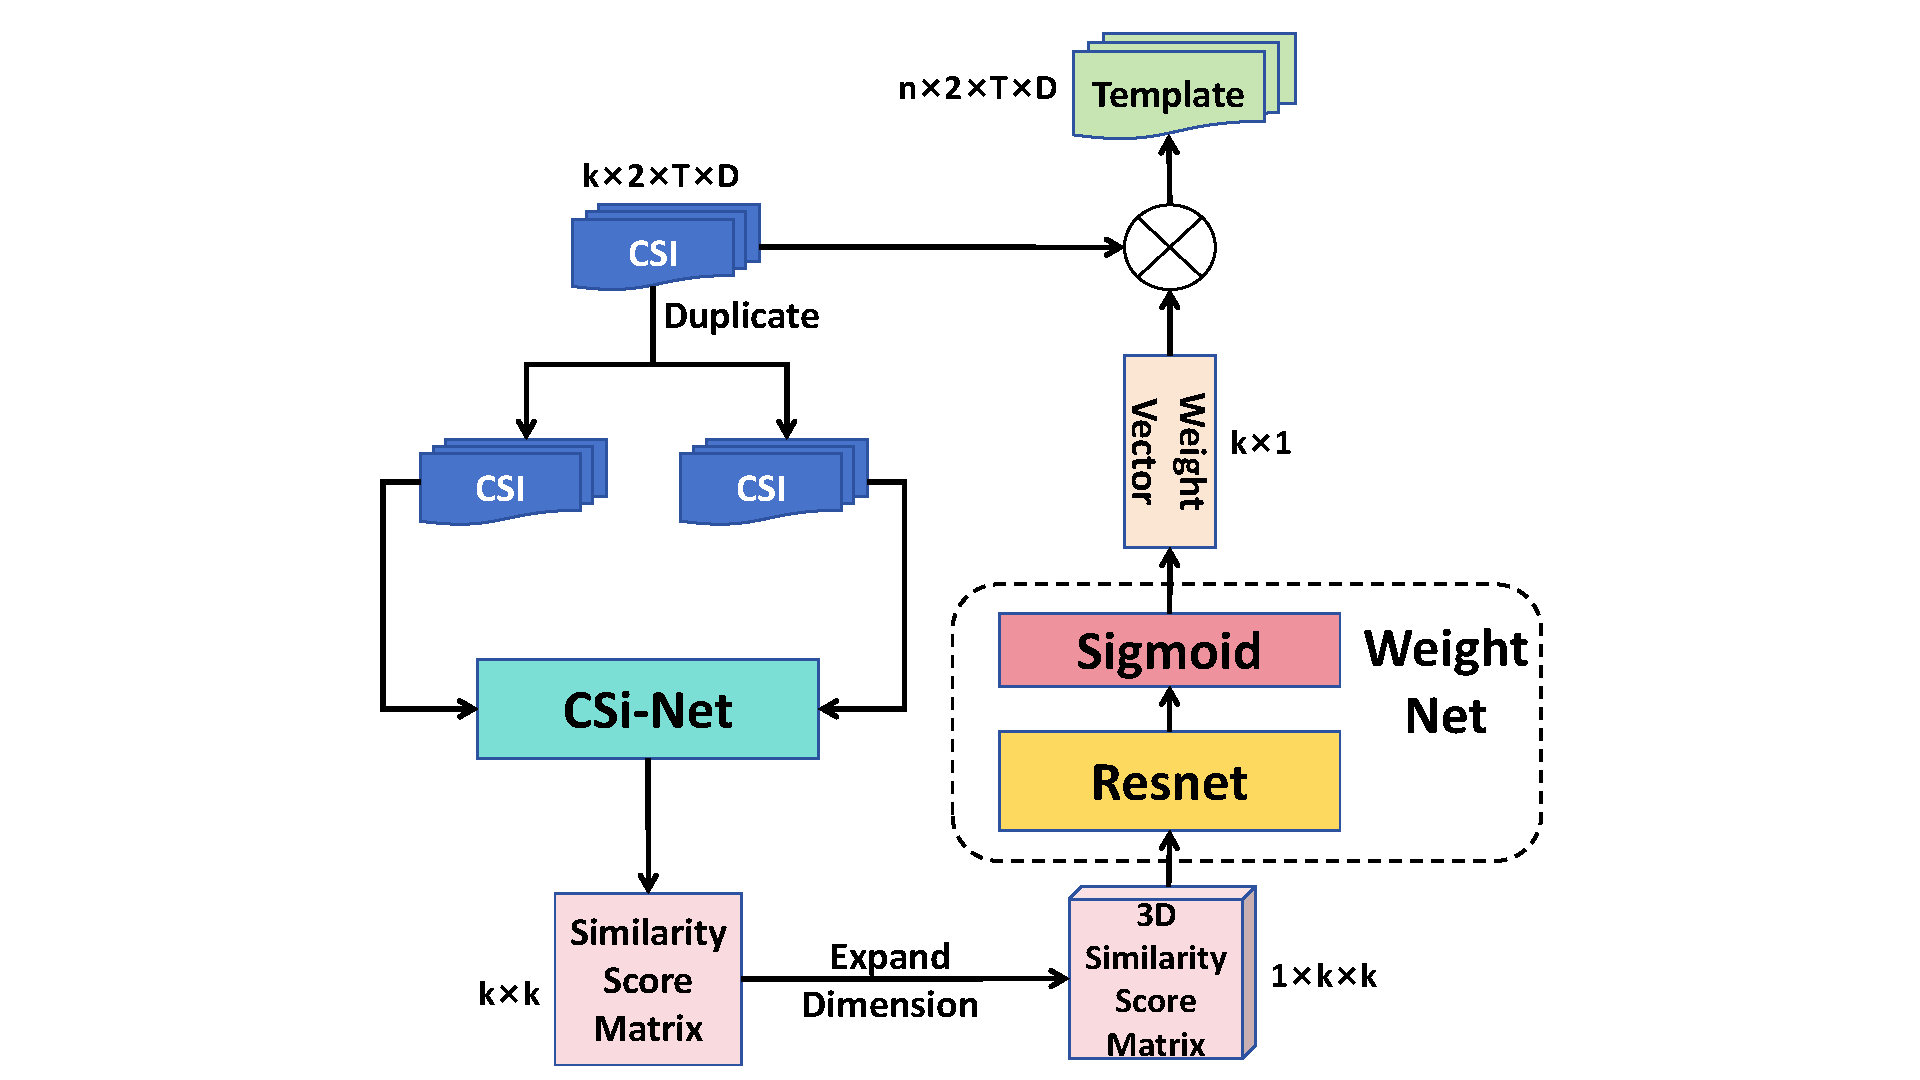 n×2×T×D
Template
k×2×T×D
CSI
Duplicate
CSI
CSI
Weight
Vector
k×1
CSi-Net
Sigmoid
Weight
Net
Resnet
Similarity
Score
Matrix
k×k
Expand
Dimension
3D
Similarity
Score
Matrix
1×k×k